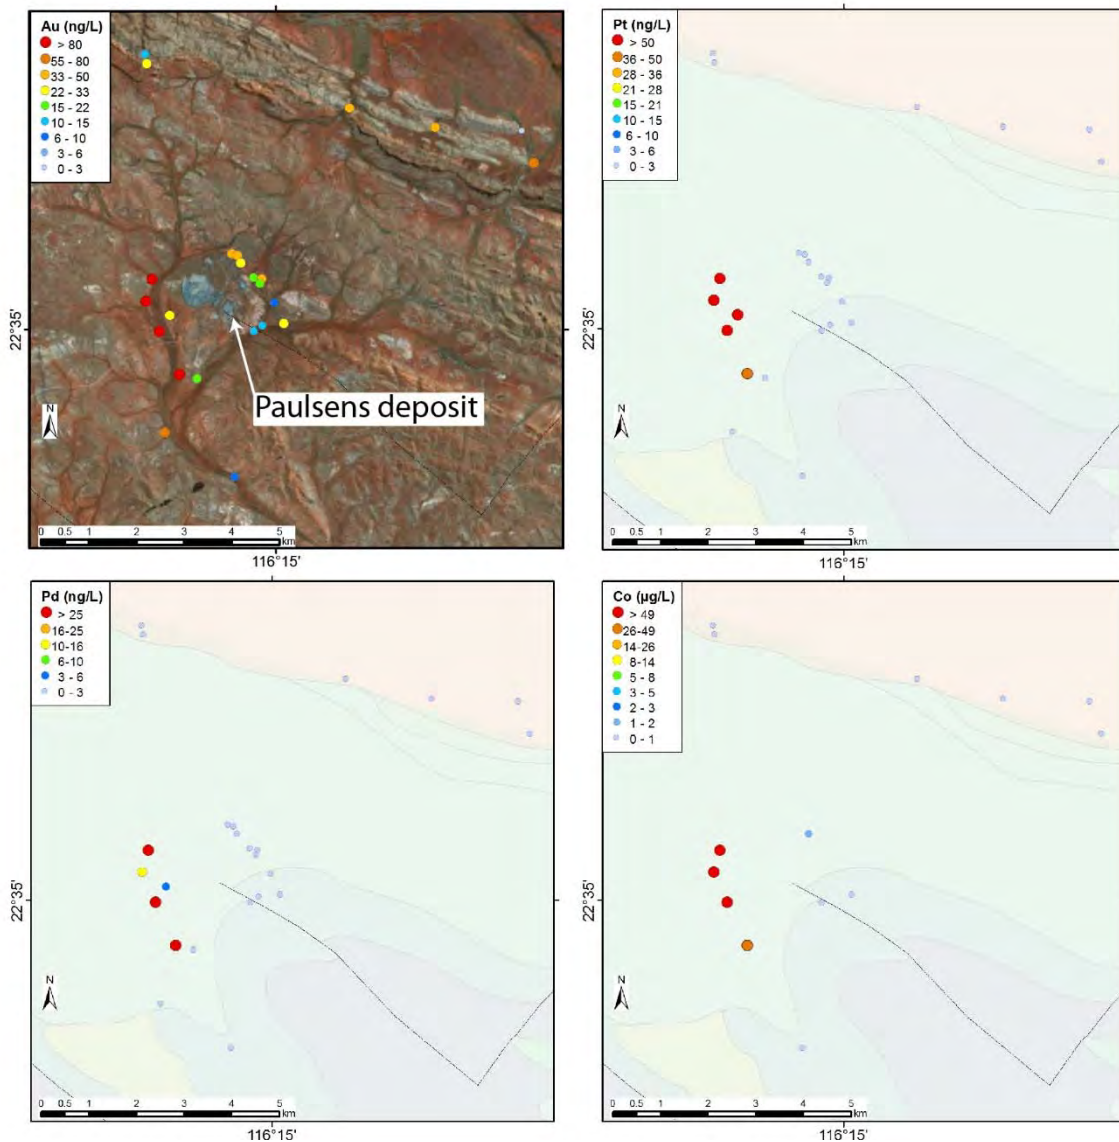 Au (ng/L)
> 80
55 - 80
33 - 50
22 - 33
15 - 22
10 - 15
6 - 10
3 - 6
0 - 3
Paulsens deposit
N
0 0.5 1 2 3 4 5
km
22°35'
116°15'
Pt (ng/L)
> 50
36 - 50
28 - 36
21 - 28
15 - 21
10 - 15
6 - 10
3 - 6
0 - 3
N
0 0.5 1 2 3 4 5
km
116°15'
Pd (ng/L)
> 25
16-25
10-16
6-10
3 - 6
0 - 3
N
0 0.5 1 2 3 4 5
km
22°35'
116°15'
Co (µg/L)
> 49
26-49
14-26
8-14
5 - 8
3 - 5
2 - 3
1 - 2
0 - 1
N
0 0.5 1 2 3 4 5
km
116°15'